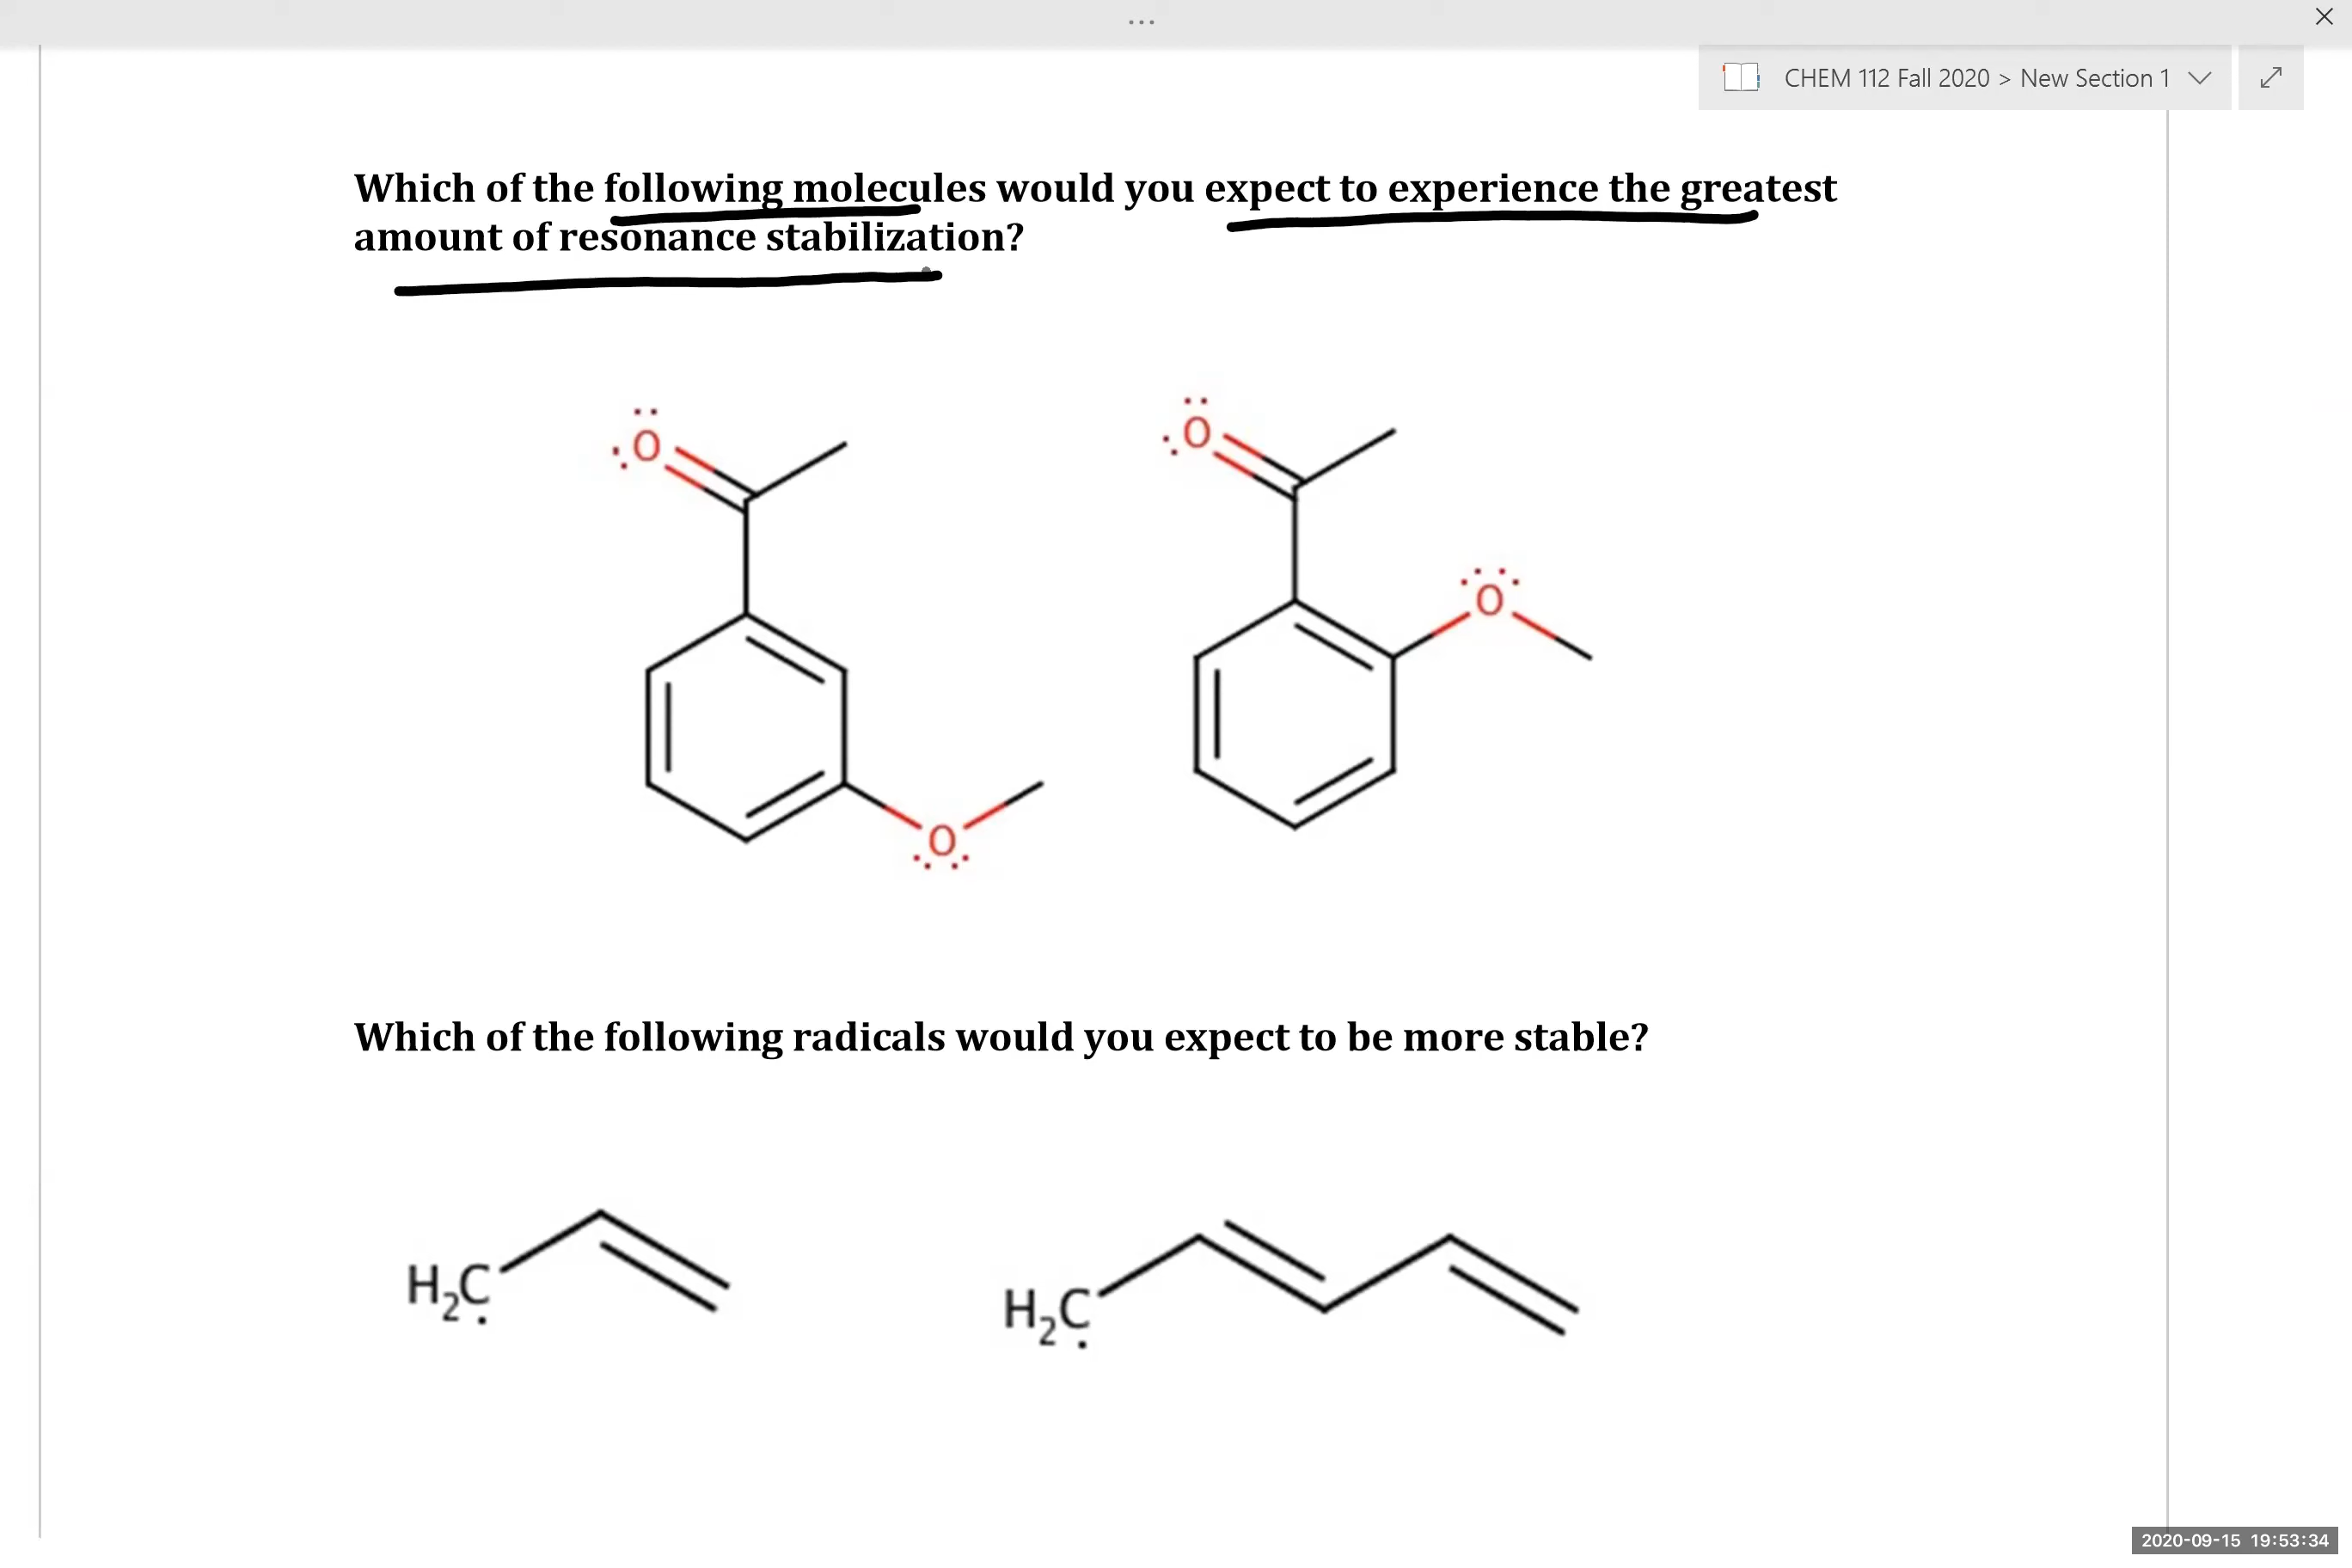 ...
CHEM 112 Fall 2020 > New Section 1
Which of the following molecules would you expect to experience the greatest
amount of resonance stabilization?
:O
:O
O
O
Which of the following radicals would you expect to be more stable?
H₂C·
H₂C·
2020-09-15 19:53:34